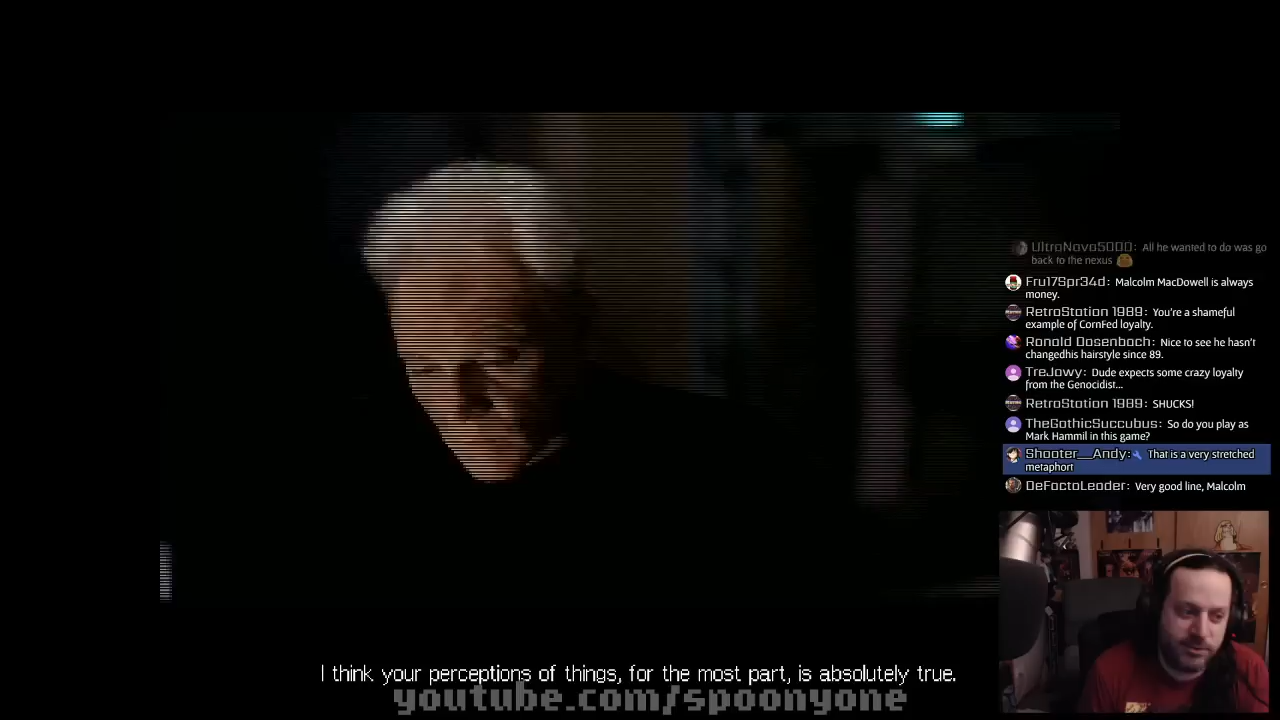 UltraNova5000: All he wanted to do was go
back to the nexus
Fru17Spr34d: Malcolm MacDowell is always
money.
RetroStation 1989: You're a shameful
example of CornFed loyalty.
Ronald Dosenbach: Nice to see he hasn't
changedhis hairstyle since 89.
TreJowy: Dude expects some crazy loyalty
from the Genocidist...
RetroStation 1989: SHUCKS!
TheGothicSuccubus: So do you play as
Mark Hammil in this game?
Shooter__Andy: That is a very stretched
metaphort
DeFactoLeader: Very good line, Malcolm
I think your perceptions of things, for the most part, is absolutely true.
youtube.com/spoonyone